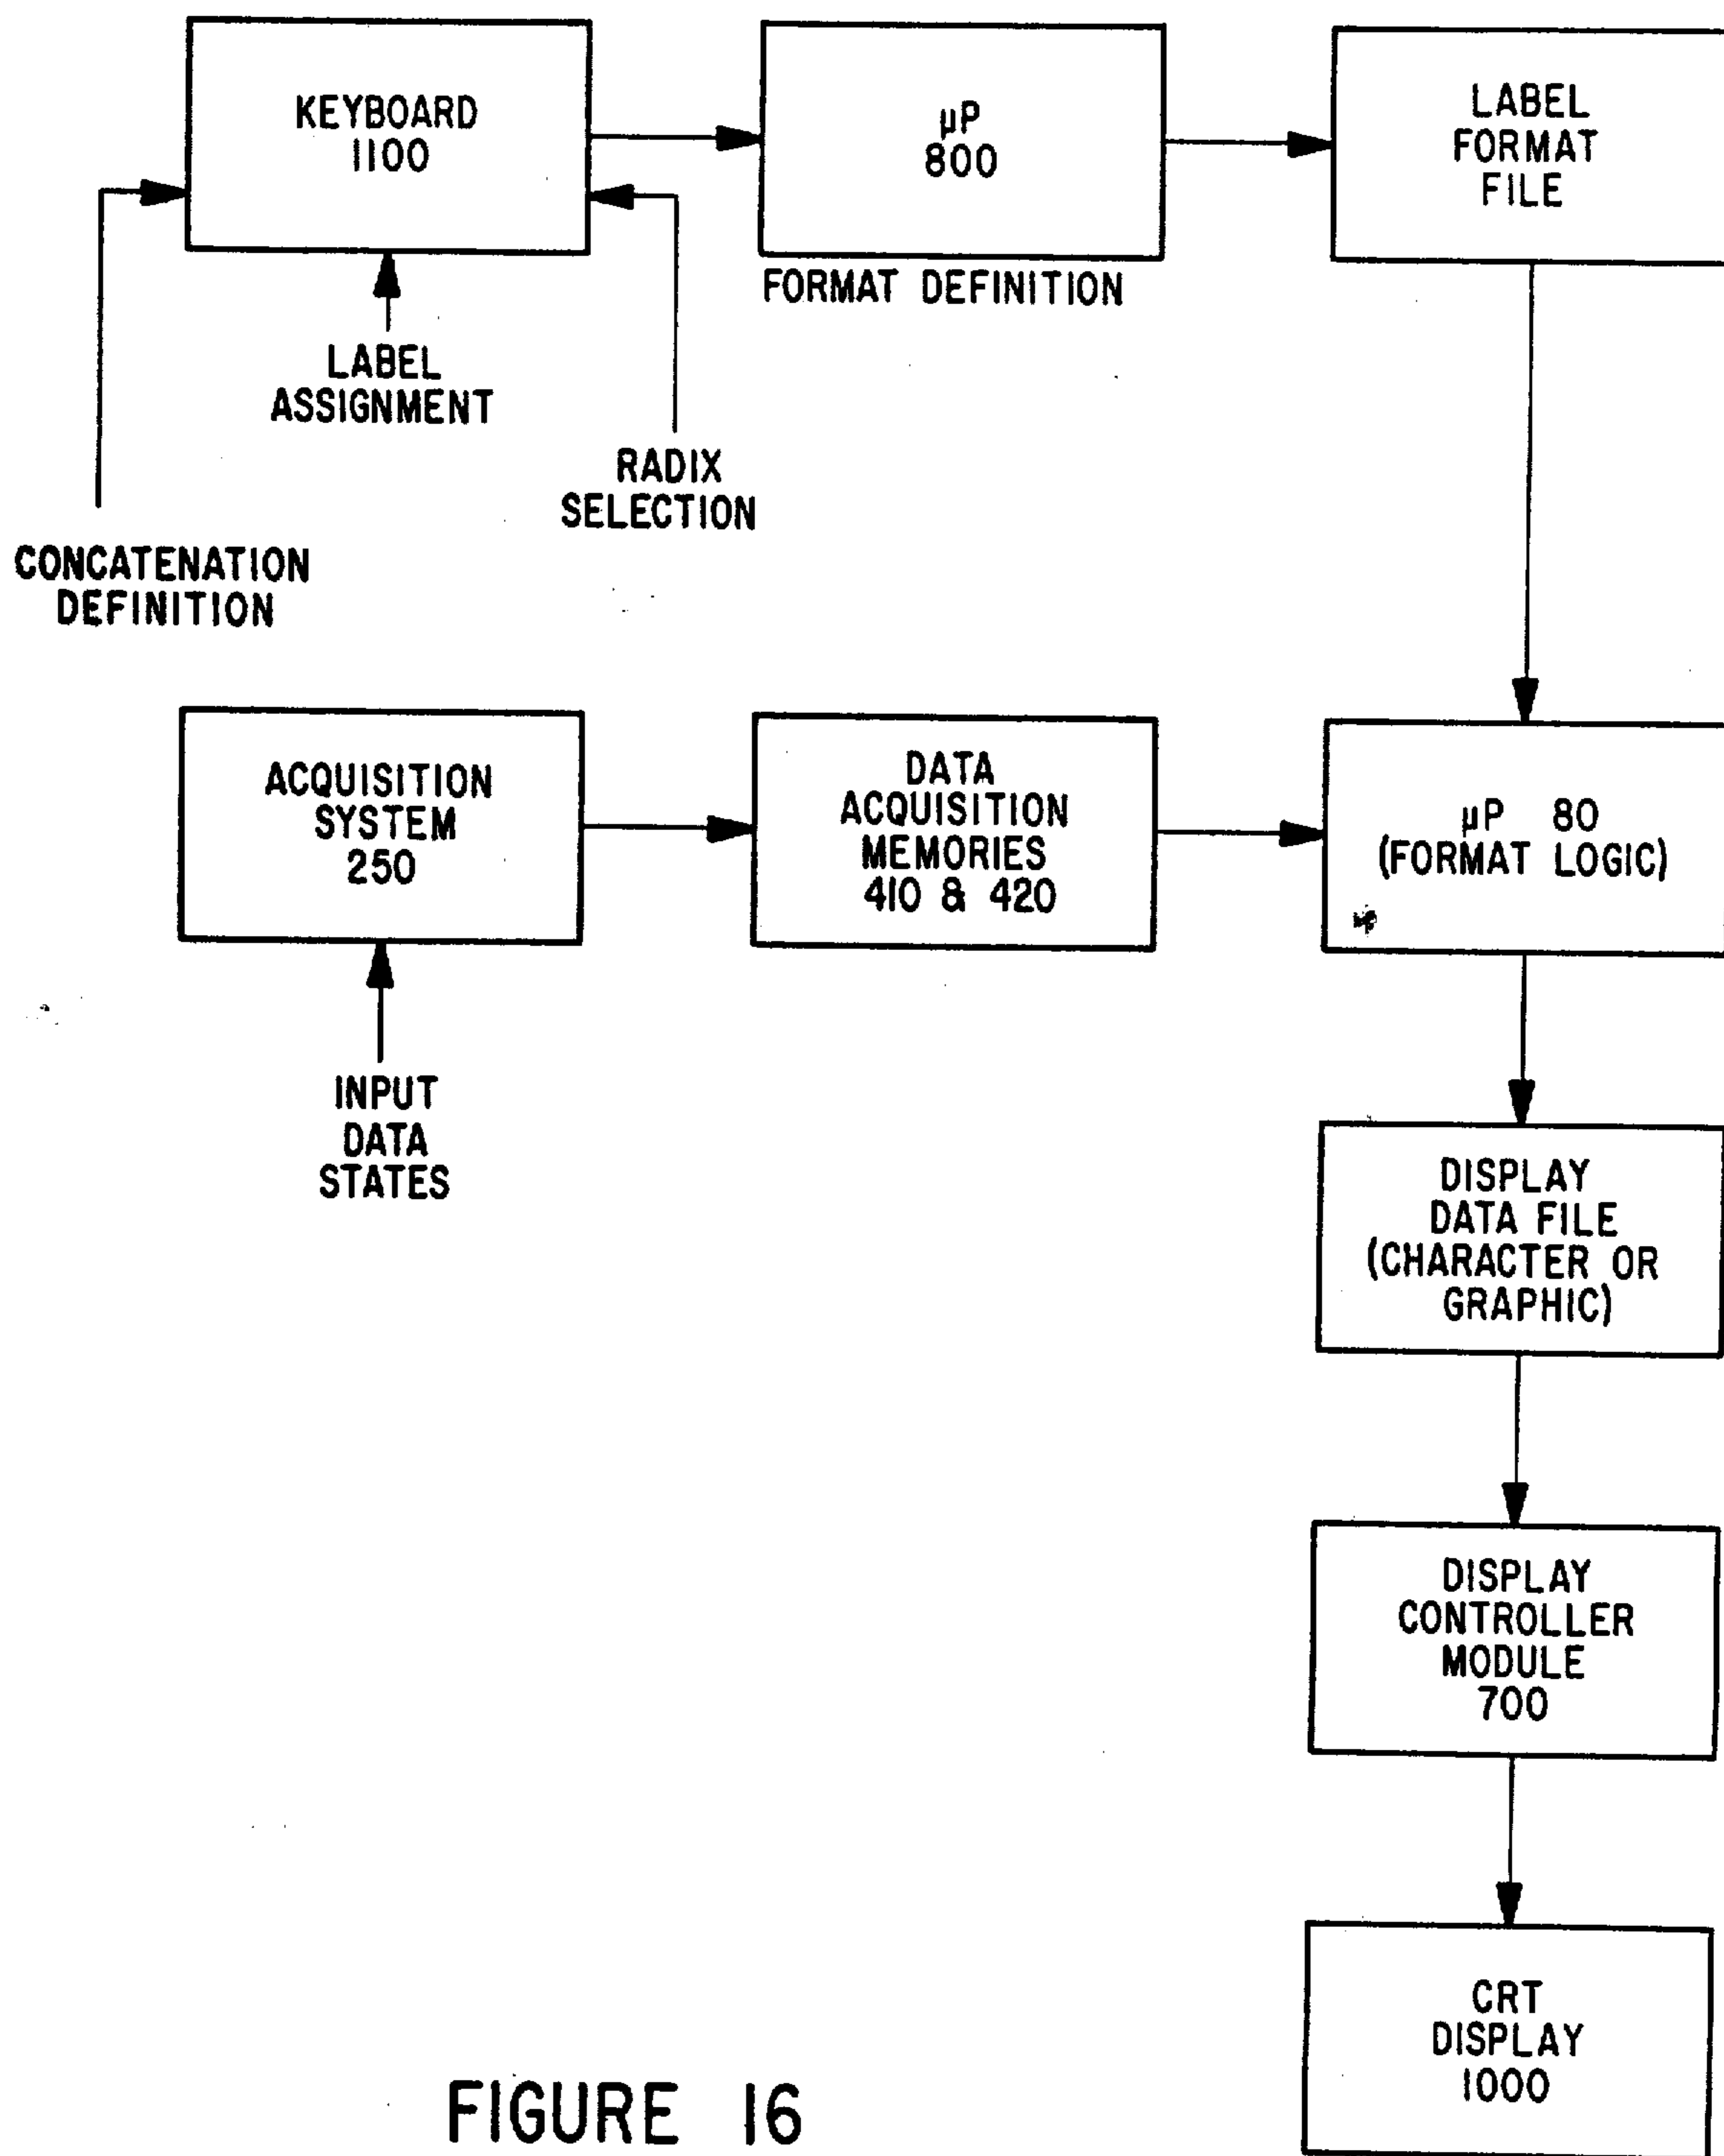 KEYBOARD
1100
μP
800
LABEL
FORMAT
FILE
FORMAT DEFINITION
LABEL
ASSIGNMENT
RADIX
SELECTION
CONCATENATION
DEFINITION
ACQUISITION
SYSTEM
250
DATA
ACQUISITION
MEMORIES
410 & 420
μP 80
(FORMAT LOGIC)
INPUT
DATA
STATES
DISPLAY
DATA FILE
(CHARACTER OR
GRAPHIC)
DISPLAY
CONTROLLER
MODULE
700
CRT
DISPLAY
1000
FIGURE 16